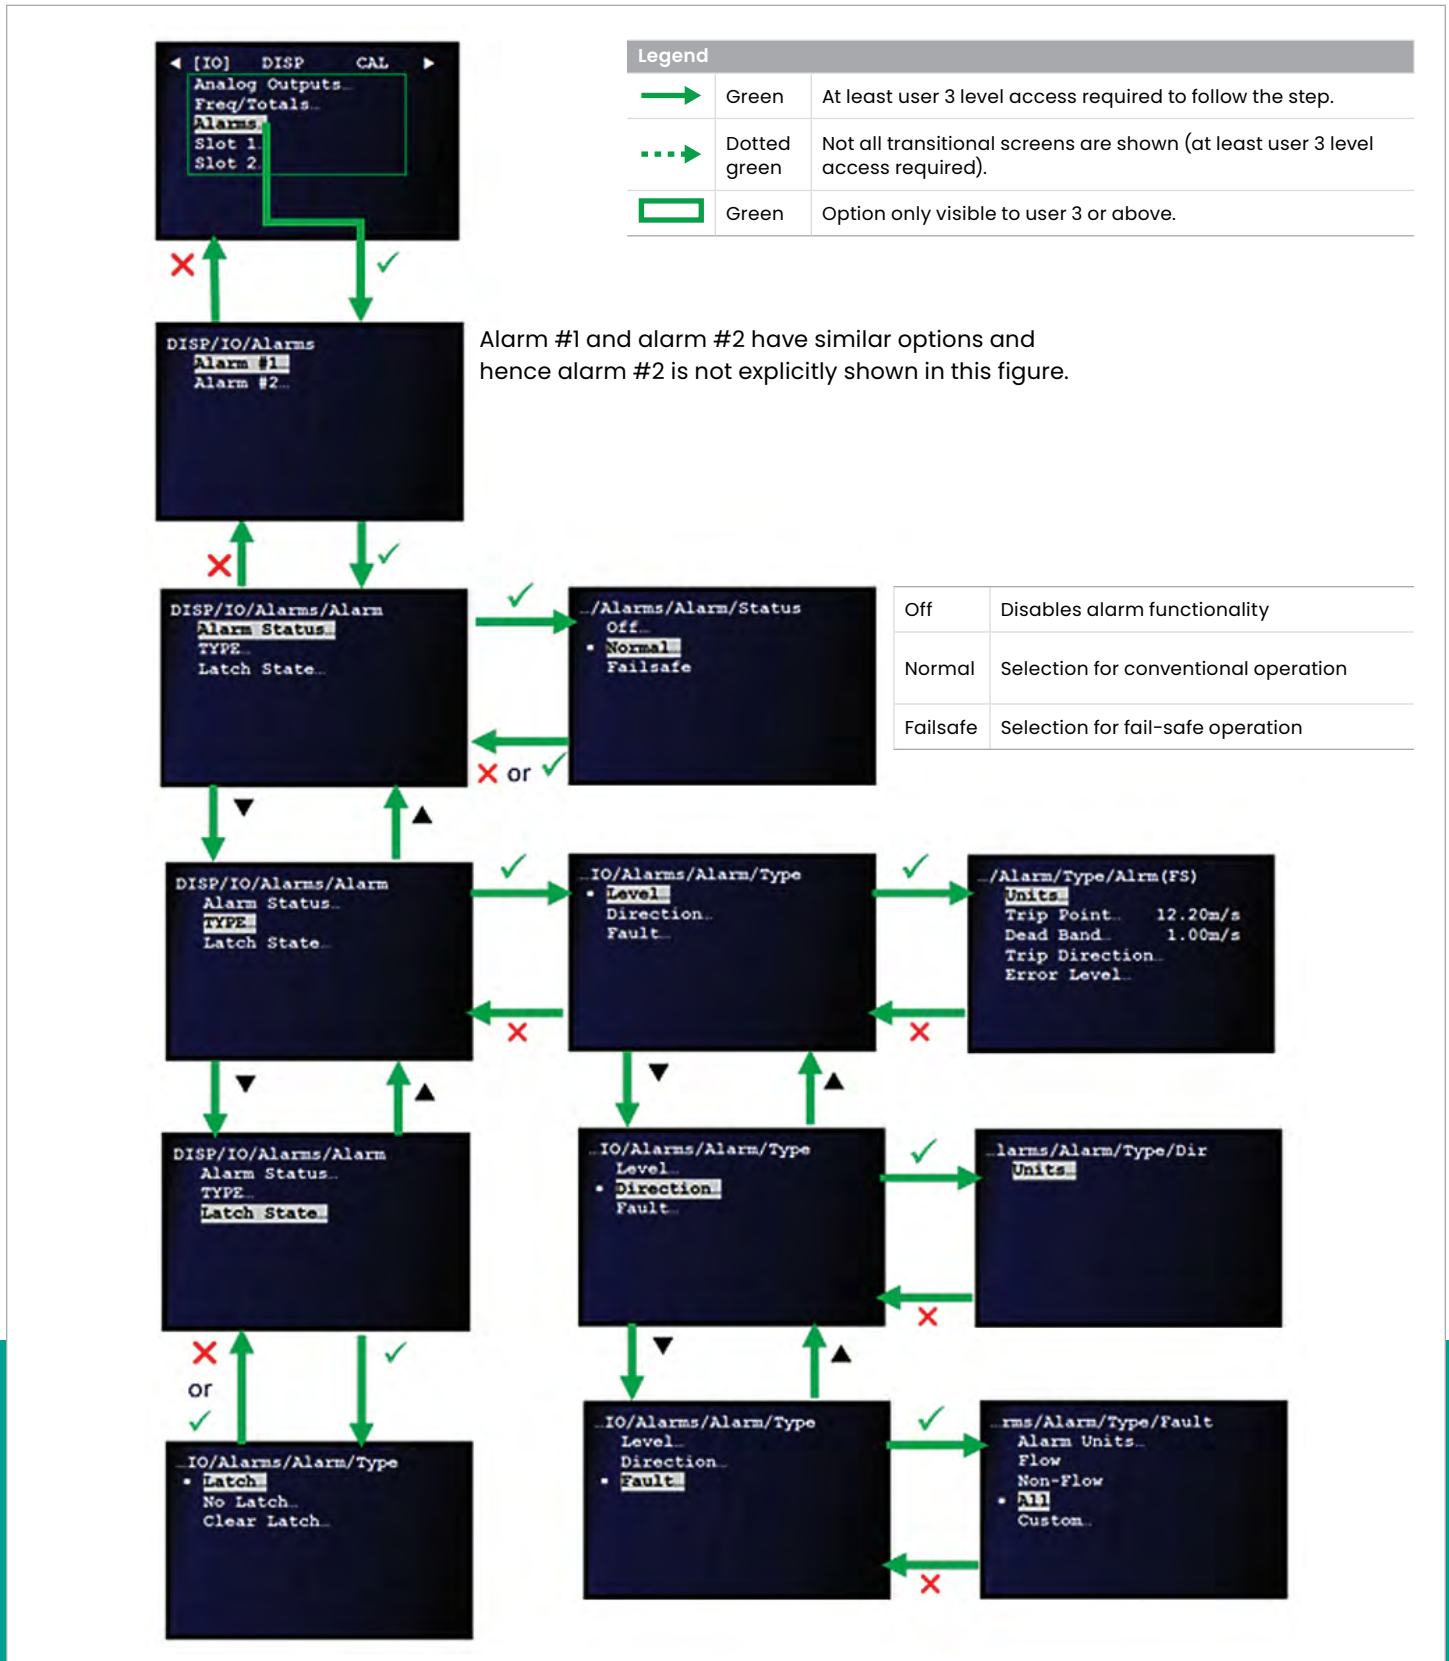 ◄ [IO] DISP CAL ►
Analog Outputs…
Freq/Totals…
Alarms…
Slot 1…
Slot 2…
Legend
Green At least user 3 level access required to follow the step.
Dotted green Not all transitional screens are shown (at least user 3 level access required).
Green Option only visible to user 3 or above.
DISP/IO/Alarms
Alarm #1…
Alarm #2…
Alarm #1 and alarm #2 have similar options and
hence alarm #2 is not explicitly shown in this figure.
DISP/IO/Alarms/Alarm
Alarm Status…
TYPE…
Latch State…
…/Alarms/Alarm/Status
Off…
Normal…
Failsafe
or
Off Disables alarm functionality
Normal Selection for conventional operation
Failsafe Selection for fail-safe operation
DISP/IO/Alarms/Alarm
Alarm Status…
TYPE…
Latch State…
…IO/Alarms/Alarm/Type
Level…
Direction…
Fault…
…/Alarm/Type/Alrm(FS)
Units…
Trip Point… 12.20m/s
Dead Band… 1.00m/s
Trip Direction…
Error Level…
DISP/IO/Alarms/Alarm
Alarm Status…
TYPE…
Latch State…
…IO/Alarms/Alarm/Type
Level…
Direction…
Fault…
…larms/Alarm/Type/Dir
Units…
or
…IO/Alarms/Alarm/Type
Latch…
No Latch…
Clear Latch…
…IO/Alarms/Alarm/Type
Level…
Direction…
Fault…
…rms/Alarm/Type/Fault
Alarm Units…
Flow
Non-Flow
All
Custom…